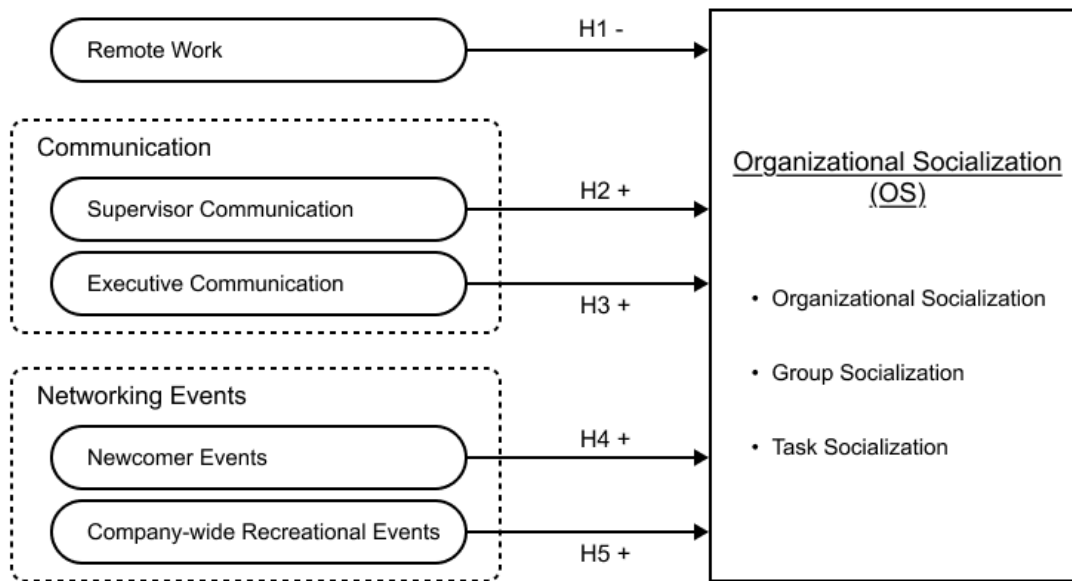 Remote Work
H1 -
Communication
Supervisor Communication
H2 +
Executive Communication
H3 +
Networking Events
Newcomer Events
H4 +
Company-wide Recreational Events
H5 +
Organizational Socialization
(OS)
• Organizational Socialization
• Group Socialization
• Task Socialization